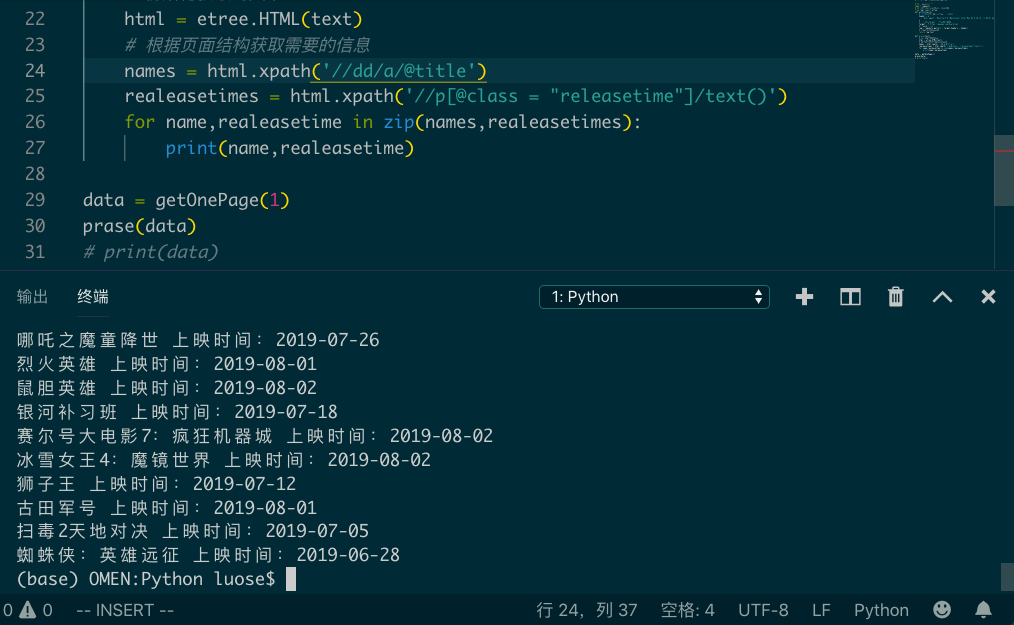 22 html = etree.HTML(text)
23 # 根据页面结构获取需要的信息
24 names = html.xpath('//dd/a/@title')
25 realeasetimes = html.xpath('//p[@class = "releasetime"]/text()')
26 for name,realeasetime in zip(names,realeasetimes):
27 print(name,realeasetime)
28
29 data = getOnePage(1)
30 prase(data)
31 # print(data)
输出 终端 1: Python
哪吒之魔童降世 上映时间：2019-07-26
烈火英雄 上映时间：2019-08-01
鼠胆英雄 上映时间：2019-08-02
银河补习班 上映时间：2019-07-18
赛尔号大电影7：疯狂机器城 上映时间：2019-08-02
冰雪女王4：魔镜世界 上映时间：2019-08-02
狮子王 上映时间：2019-07-12
古田军号 上映时间：2019-08-01
扫毒2天地对决 上映时间：2019-07-05
蜘蛛侠：英雄远征 上映时间：2019-06-28
(base) OMEN:Python luose$
0 0 -- INSERT -- 行 24，列 37 空格: 4 UTF-8 LF Python